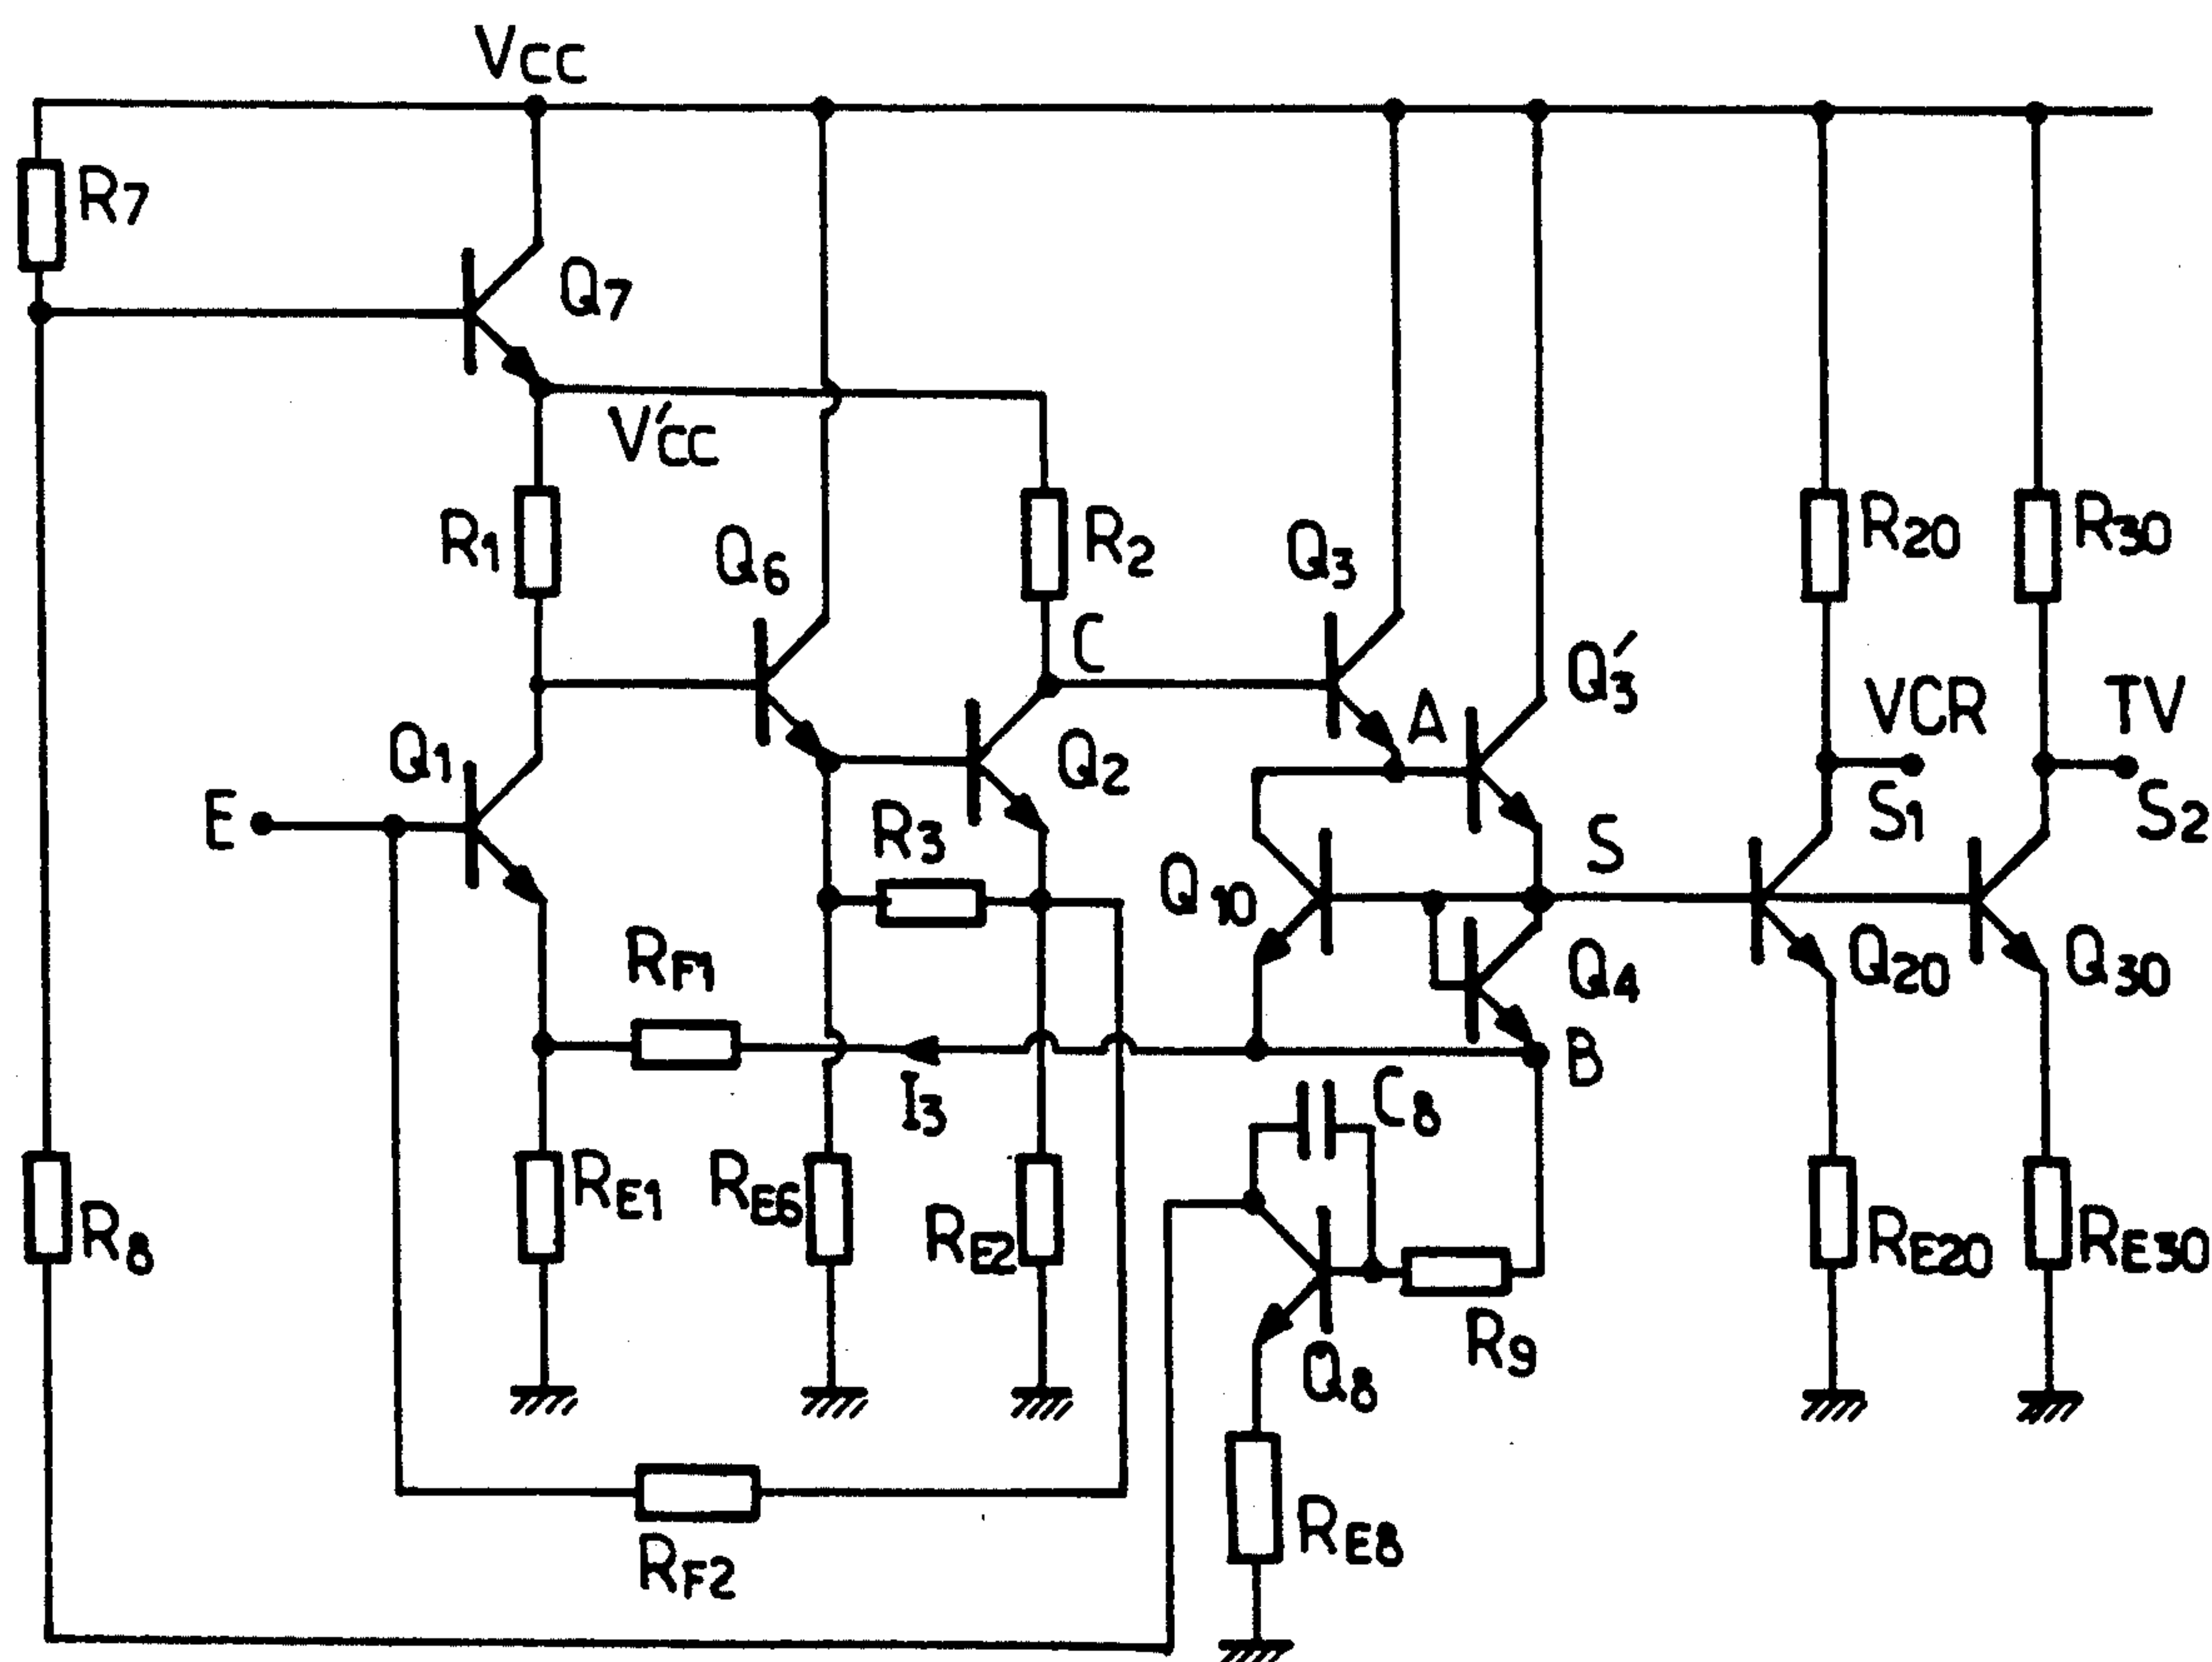 VCC
R7
Q7
V'CC
R1
Q6
R2
Q3
C
Q'3
R20
R30
A
VCR
TV
Q1
Q2
E
R3
S
S1
S2
Q10
Q4
Q20
Q30
RF1
B
I3
C8
RE1
RE6
RE2
R8
RE20
RE30
R9
Q8
RE8
RF2